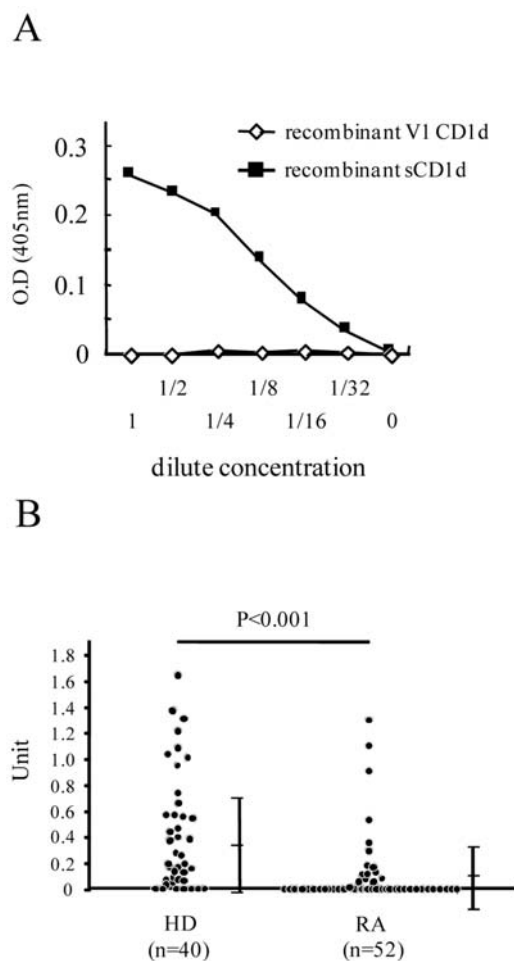 A
recombinant V1 CD1d
recombinant sCD1d
0.3
0.2
0.1
0
O.D (405nm)
1/2 1/8 1/32
1 1/4 1/16 0
dilute concentration
B
P<0.001
1.8
1.6
1.4
1.2
1.0
0.8
0.6
0.4
0.2
0
Unit
HD RA
(n=40) (n=52)